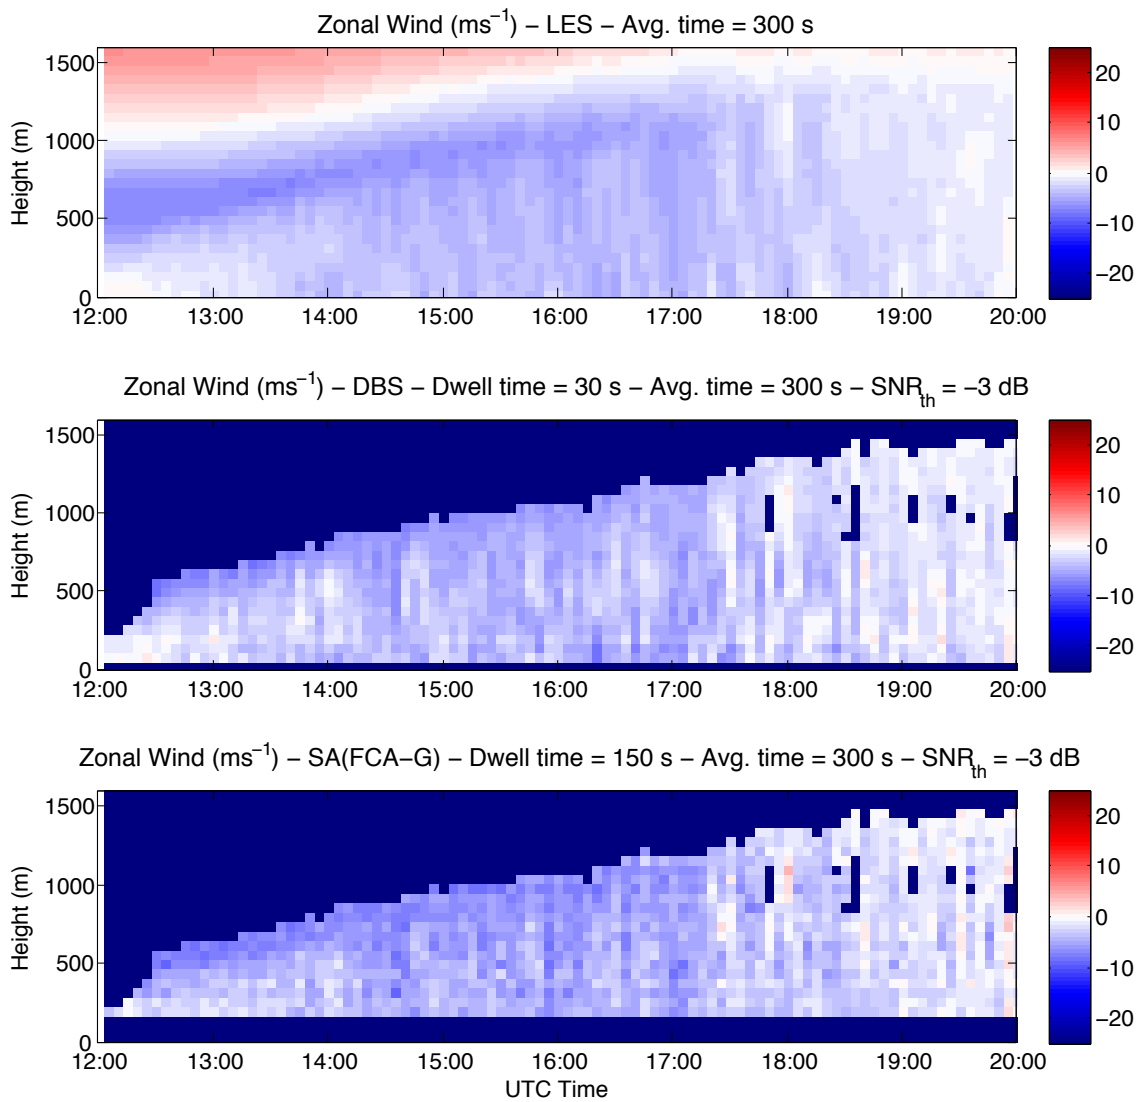 Zonal Wind (ms⁻¹) − LES − Avg. time = 300 s
1500
1000
500
0
Height (m)
12:00 13:00 14:00 15:00 16:00 17:00 18:00 19:00 20:00
20
10
0
−10
−20
Zonal Wind (ms⁻¹) − DBS − Dwell time = 30 s − Avg. time = 300 s − SNR_th = −3 dB
1500
1000
500
0
Height (m)
12:00 13:00 14:00 15:00 16:00 17:00 18:00 19:00 20:00
20
10
0
−10
−20
Zonal Wind (ms⁻¹) − SA(FCA−G) − Dwell time = 150 s − Avg. time = 300 s − SNR_th = −3 dB
1500
1000
500
0
Height (m)
12:00 13:00 14:00 15:00 16:00 17:00 18:00 19:00 20:00
UTC Time
20
10
0
−10
−20